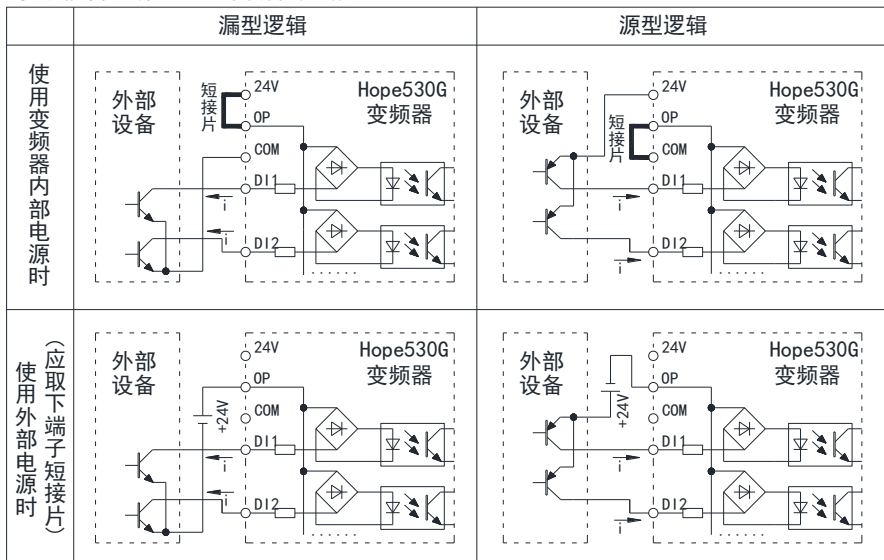 漏型逻辑
源型逻辑
使用变频器内部电源时
外部
设备
短接片
24V
OP
COM
DI1
DI2
i
i
Hope530G
变频器
......
外部
设备
短接片
24V
OP
COM
DI1
DI2
i
i
Hope530G
变频器
......
使用外部电源时
(应取下端子短接片)
外部
设备
+24V
24V
OP
COM
DI1
DI2
i
i
Hope530G
变频器
......
外部
设备
+24V
24V
OP
COM
DI1
DI2
i
i
Hope530G
变频器
......